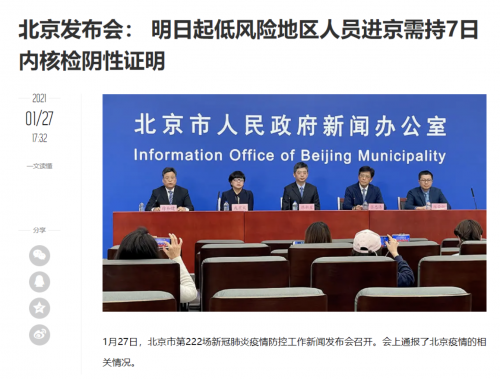 北京发布会： 明日起低风险地区人员进京需持7日
内核检阴性证明
2021
01/27
17:32
一文读懂
分享
北京市人民政府新闻办公室
Information Office of Beijing Municipality
1月27日，北京市第222场新冠肺炎疫情防控工作新闻发布会召开。会上通报了北京疫情的相
关情况。